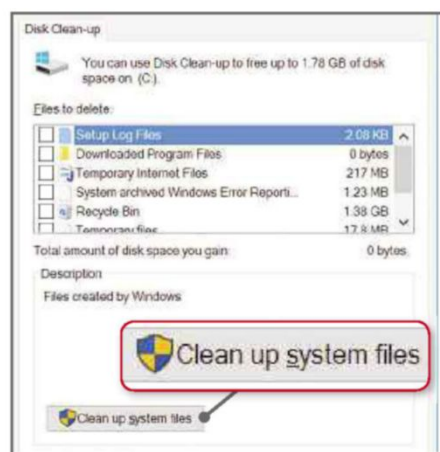 Disk Clean-up
You can use Disk Clean-up to free up to 1.78 GB of disk
space on (C:).
Files to delete:
Setup Log Files 2.08 KB
Downloaded Program Files 0 bytes
Temporary Internet Files 217 MB
System archived Windows Error Reporti... 1.23 MB
Recycle Bin 1.38 GB
Temporary files 17.8 MB
Total amount of disk space you gain: 0 bytes
Description
Files created by Windows
Clean up system files
Clean up system files